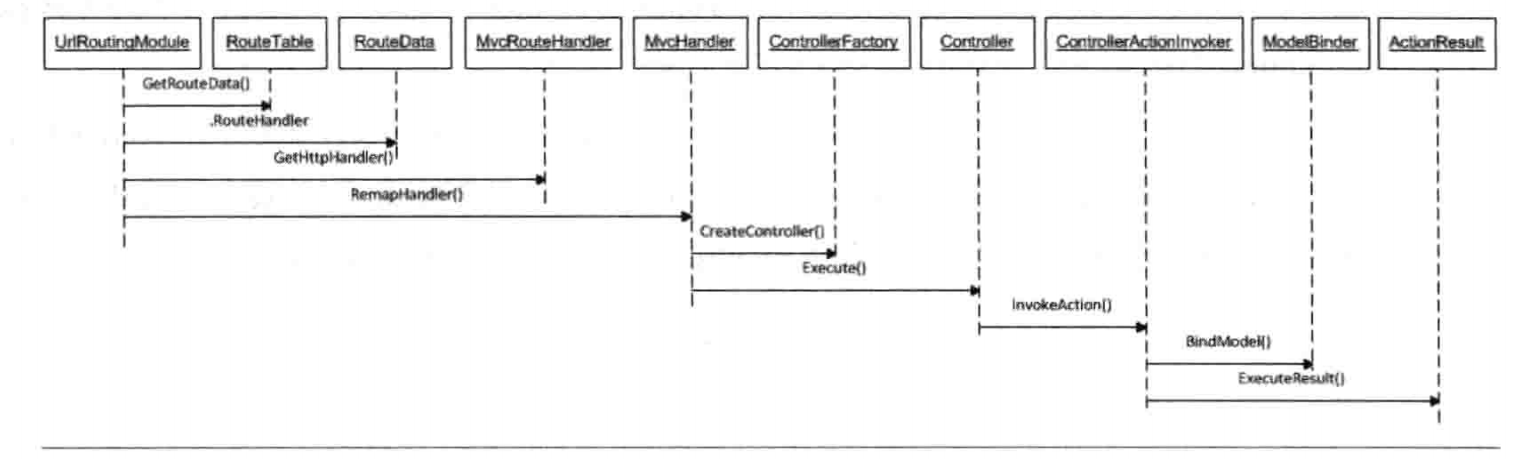 UrlRoutingModule RouteTable RouteData MvcRouteHandler MvcHandler ControllerFactory Controller ControllerActionInvoker ModelBinder ActionResult
GetRouteData()
.RouteHandler
GetHttpHandler()
RemapHandler()
CreateController()
Execute()
InvokeAction()
BindModel()
ExecuteResult()